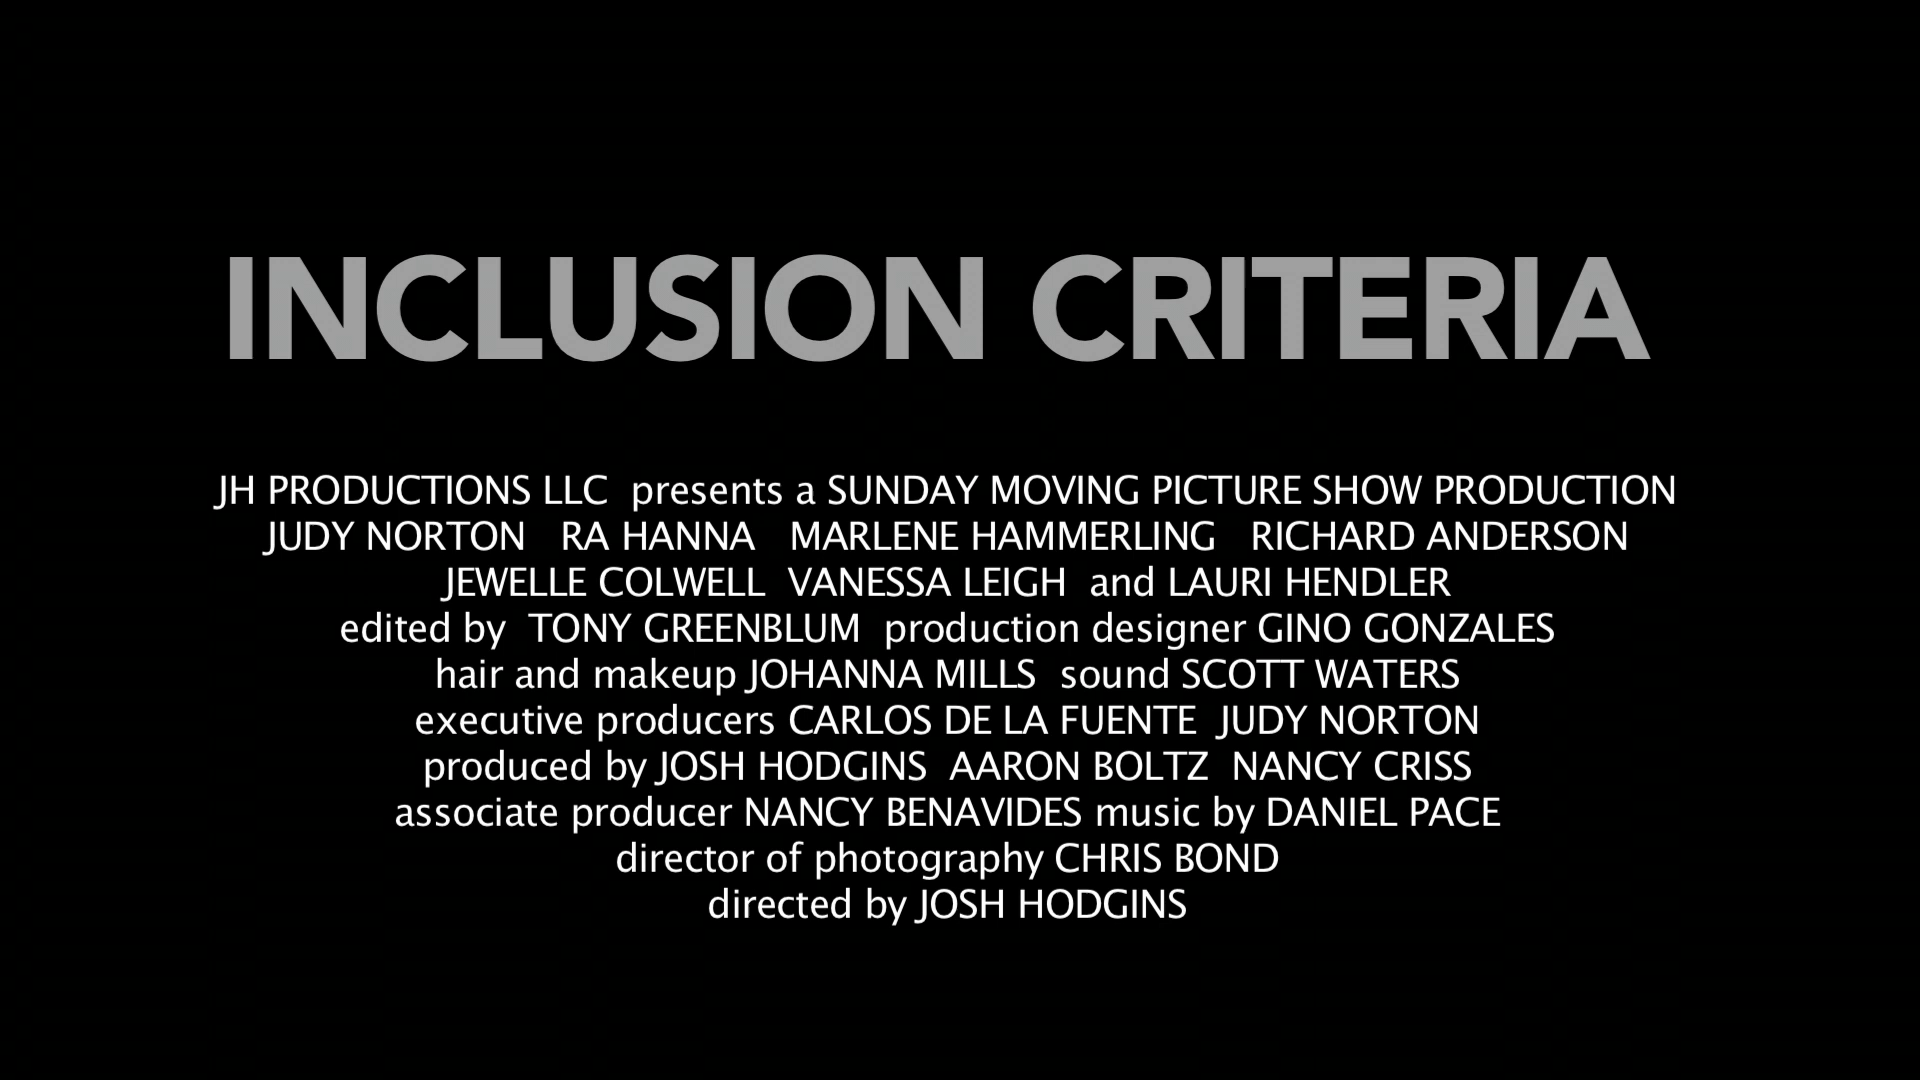 INCLUSION CRITERIA
JH PRODUCTIONS LLC presents a SUNDAY MOVING PICTURE SHOW PRODUCTION
JUDY NORTON RA HANNA MARLENE HAMMERLING RICHARD ANDERSON
JEWELLE COLWELL VANESSA LEIGH and LAURI HENDLER
edited by TONY GREENBLUM production designer GINO GONZALES
hair and makeup JOHANNA MILLS sound SCOTT WATERS
executive producers CARLOS DE LA FUENTE JUDY NORTON
produced by JOSH HODGINS AARON BOLTZ NANCY CRISS
associate producer NANCY BENAVIDES music by DANIEL PACE
director of photography CHRIS BOND
directed by JOSH HODGINS